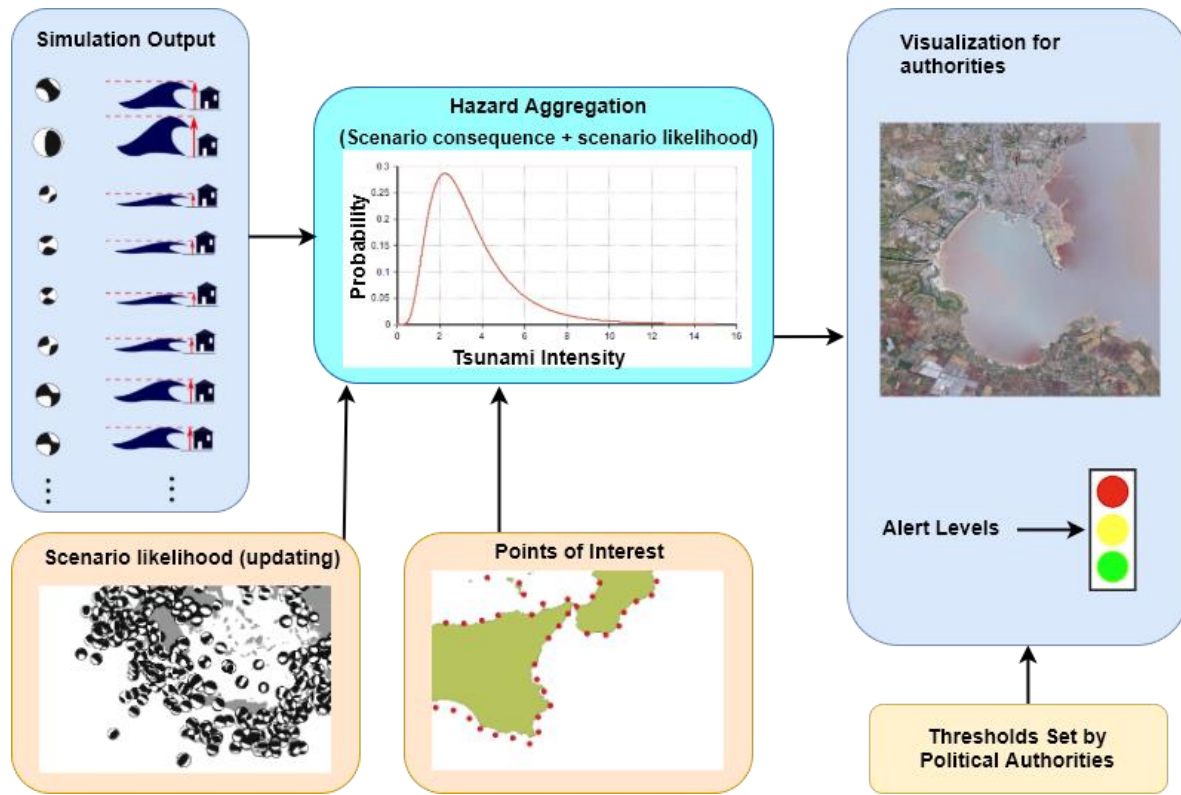 Simulation Output
Hazard Aggregation
(Scenario consequence + scenario likelihood)
0.3
0.25
0.2
0.15
0.1
0.05
0
Probability
0 2 4 6 8 10 12 14 16
Tsunami Intensity
Visualization for
authorities
Alert Levels
Scenario likelihood (updating)
Points of Interest
Thresholds Set by
Political Authorities